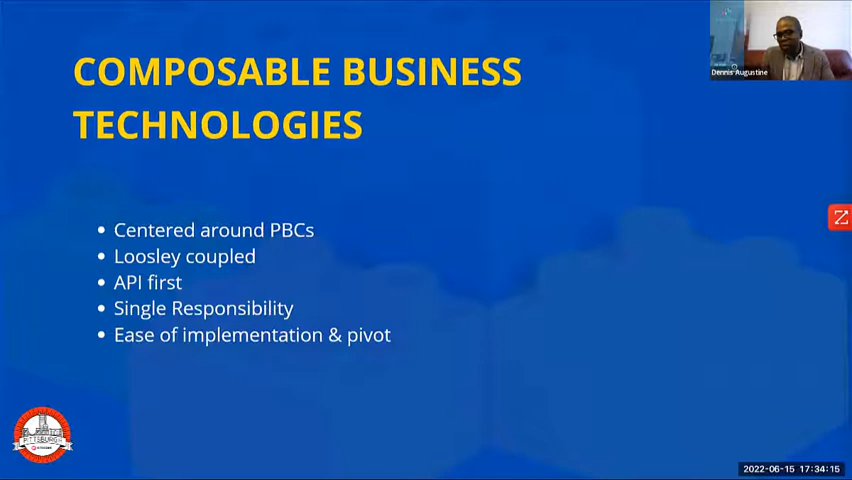 COMPOSABLE BUSINESS
TECHNOLOGIES
Dennis Augustine
• Centered around PBCs
• Loosley coupled
• API first
• Single Responsibility
• Ease of implementation & pivot
PITTSBURGH
2022-06-15 17:34:15